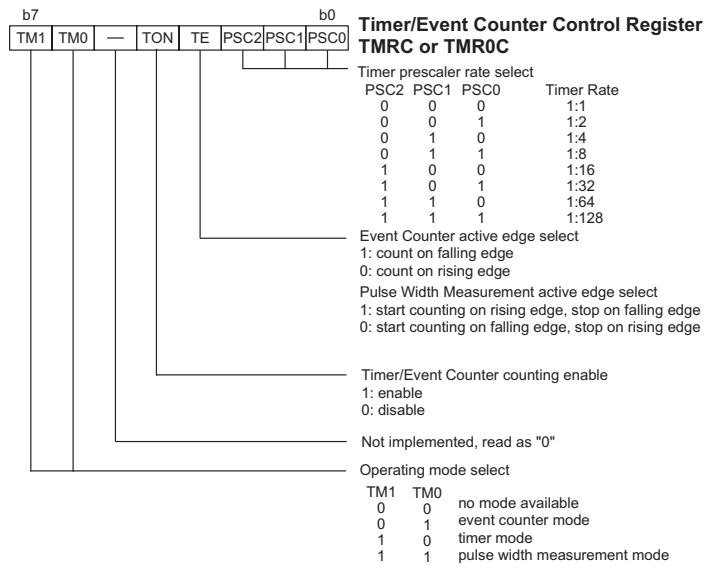 b7 b0
TM1 TM0 — TON TE PSC2 PSC1 PSC0
Timer/Event Counter Control Register
TMRC or TMR0C
Timer prescaler rate select
PSC2 PSC1 PSC0 Timer Rate
0 0 0 1:1
0 0 1 1:2
0 1 0 1:4
0 1 1 1:8
1 0 0 1:16
1 0 1 1:32
1 1 0 1:64
1 1 1 1:128
Event Counter active edge select
1: count on falling edge
0: count on rising edge
Pulse Width Measurement active edge select
1: start counting on rising edge, stop on falling edge
0: start counting on falling edge, stop on rising edge
Timer/Event Counter counting enable
1: enable
0: disable
Not implemented, read as "0"
Operating mode select
TM1 TM0
0 0 no mode available
0 1 event counter mode
1 0 timer mode
1 1 pulse width measurement mode